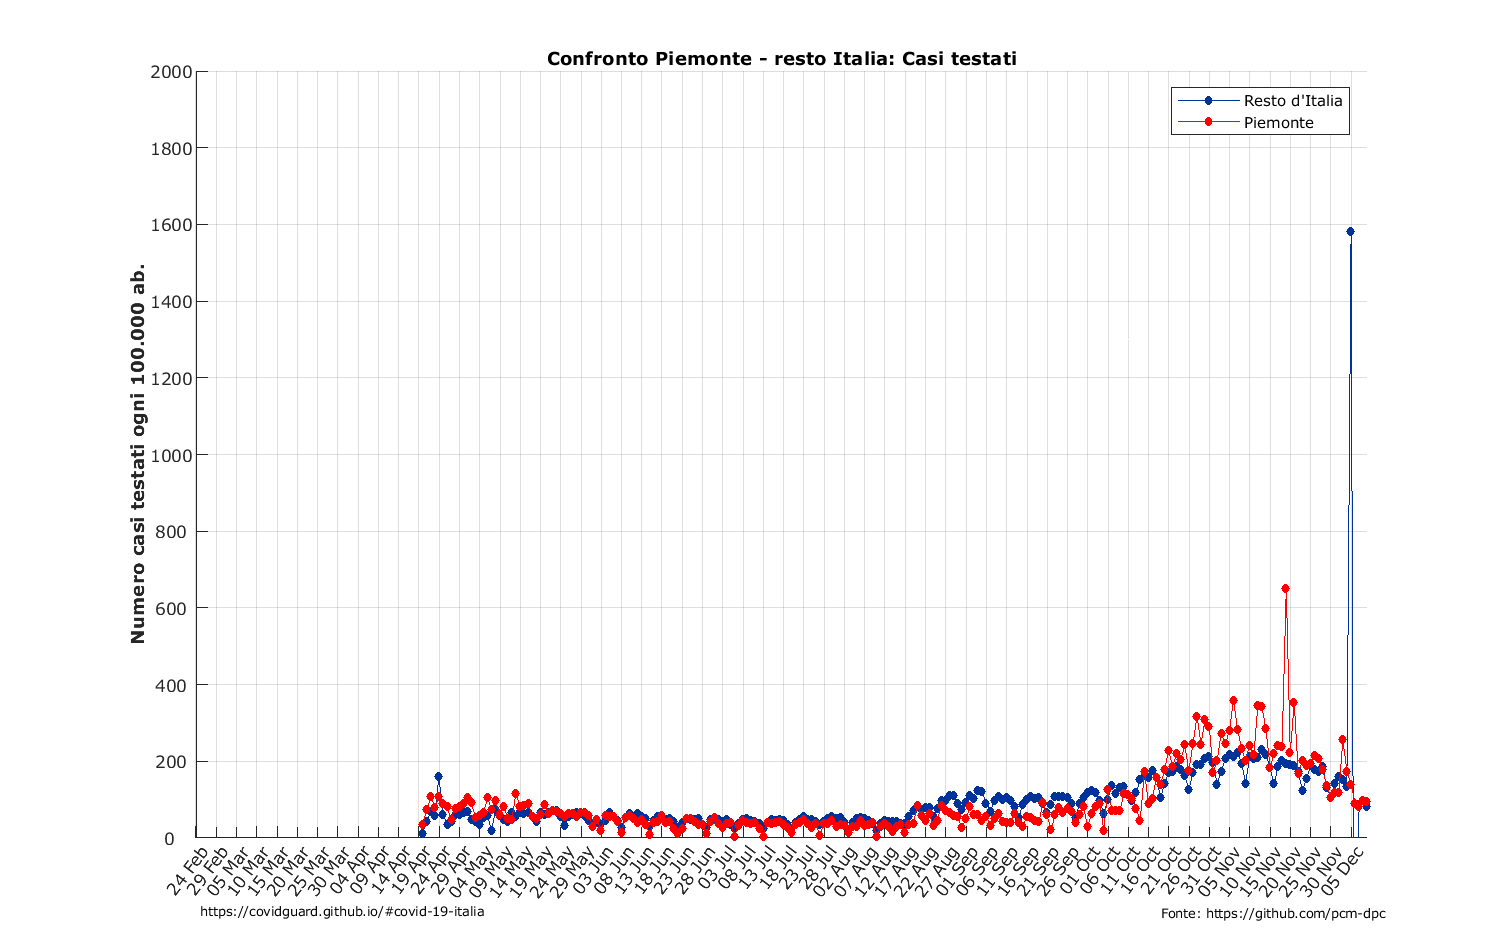 Confronto Piemonte - resto Italia: Casi testati
Resto d'Italia
Piemonte
Numero casi testati ogni 100.000 ab.
2000
1800
1600
1400
1200
1000
800
600
400
200
0
24 Feb
29 Feb
05 Mar
10 Mar
15 Mar
20 Mar
25 Mar
30 Mar
04 Apr
09 Apr
14 Apr
19 Apr
24 Apr
29 Apr
04 May
09 May
14 May
19 May
24 May
29 May
03 Jun
08 Jun
13 Jun
18 Jun
23 Jun
28 Jun
03 Jul
08 Jul
13 Jul
18 Jul
23 Jul
28 Jul
02 Aug
07 Aug
12 Aug
17 Aug
22 Aug
27 Aug
01 Sep
06 Sep
11 Sep
16 Sep
21 Sep
26 Sep
01 Oct
06 Oct
11 Oct
16 Oct
21 Oct
26 Oct
31 Oct
05 Nov
10 Nov
15 Nov
20 Nov
25 Nov
30 Nov
05 Dec
https://covidguard.github.io/#covid-19-italia
Fonte: https://github.com/pcm-dpc